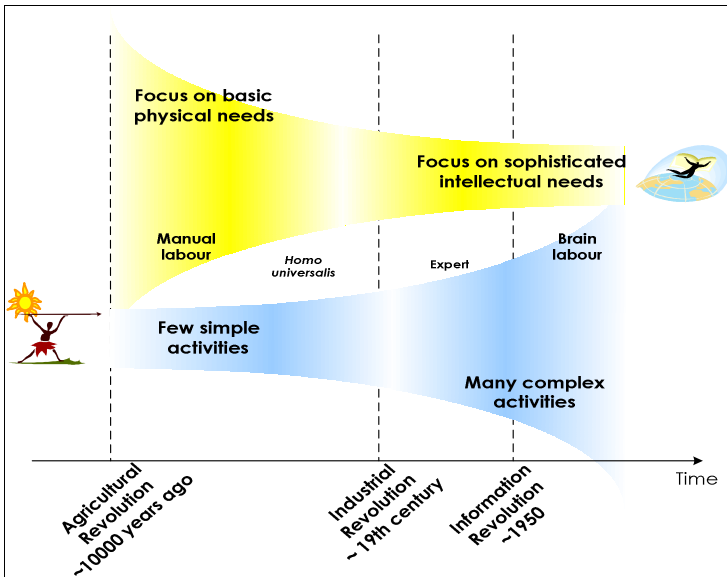 Focus on basic
physical needs
Focus on sophisticated
intellectual needs
Manual
labour
Homo
universalis
Expert
Brain
labour
Few simple
activities
Many complex
activities
Time
Agricultural
Revolution
~10000 years ago
Industrial
Revolution
~ 19th century
Information
Revolution
~1950